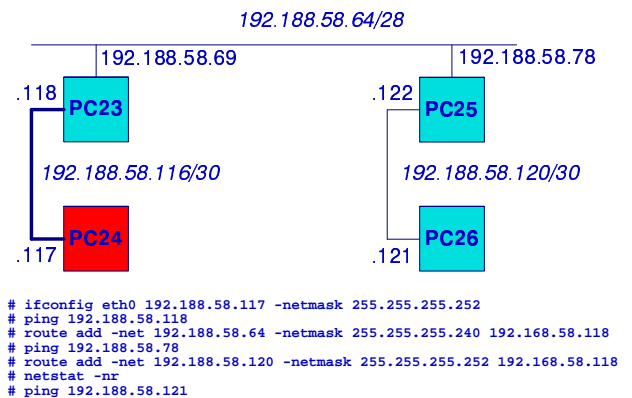 192.188.58.64/28
192.188.58.69
192.188.58.78
.118
PC23
.122
PC25
192.188.58.116/30
192.188.58.120/30
.117
PC24
.121
PC26
# ifconfig eth0 192.188.58.117 -netmask 255.255.255.252
# ping 192.188.58.118
# route add -net 192.188.58.64 -netmask 255.255.255.240 192.168.58.118
# ping 192.188.58.78
# route add -net 192.188.58.120 -netmask 255.255.255.252 192.168.58.118
# netstat -nr
# ping 192.188.58.121